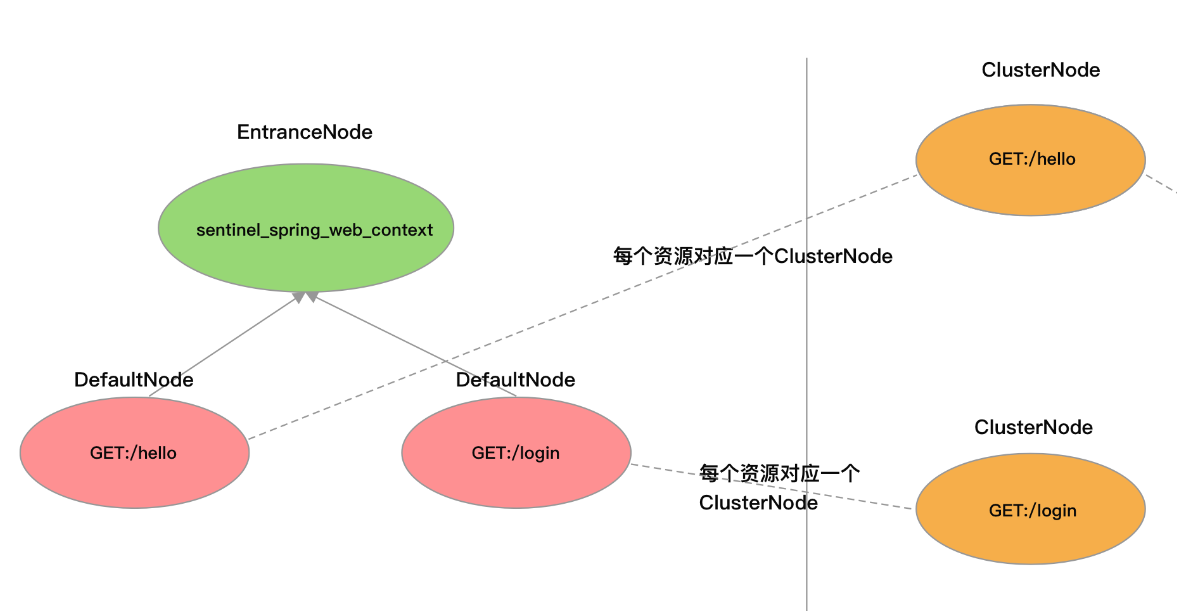 ClusterNode
GET:/hello
EntranceNode
sentinel_spring_web_context
每个资源对应一个ClusterNode
DefaultNode
DefaultNode
GET:/hello
GET:/login
每个资源对应一个
ClusterNode
ClusterNode
GET:/login